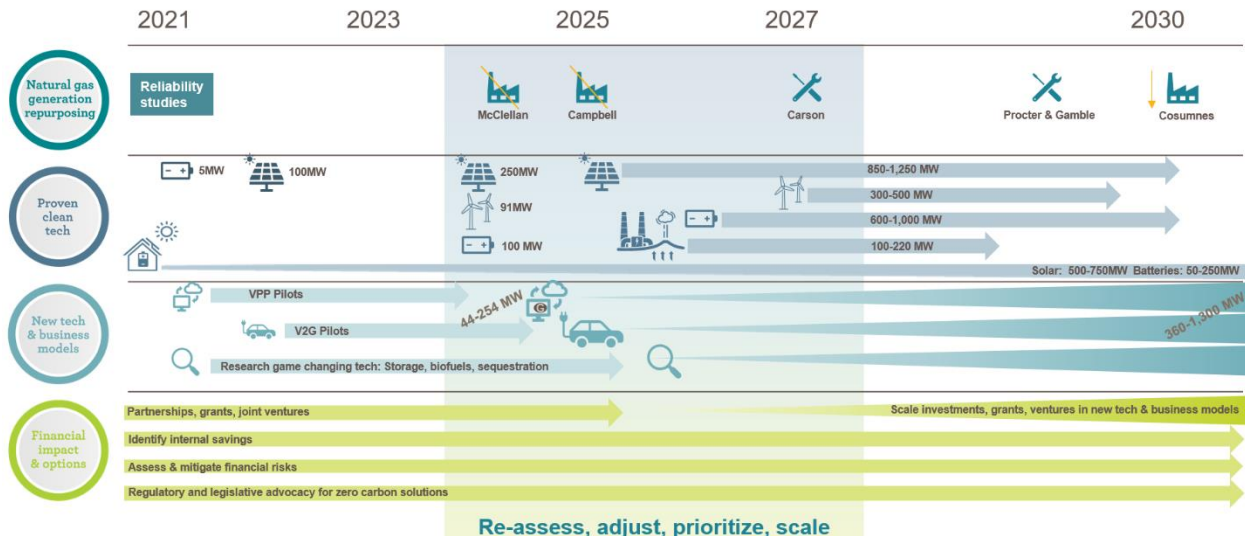 2021 2023 2025 2027 2030
Natural gas
generation
repurposing
Reliability
studies
McClellan Campbell Carson Procter & Gamble Cosumnes
Proven
clean
tech
5MW 100MW 250MW 850-1,250 MW
91MW 300-500 MW
100 MW 600-1,000 MW
100-220 MW
Solar: 500-750MW Batteries: 50-250MW
New tech
& business
models
VPP Pilots
44-254 MW
G
360-1,300 MW
V2G Pilots
Research game changing tech: Storage, biofuels, sequestration
Financial
impact
& options
Partnerships, grants, joint ventures Scale investments, grants, ventures in new tech & business models
Identify internal savings
Assess & mitigate financial risks
Regulatory and legislative advocacy for zero carbon solutions
Re-assess, adjust, prioritize, scale